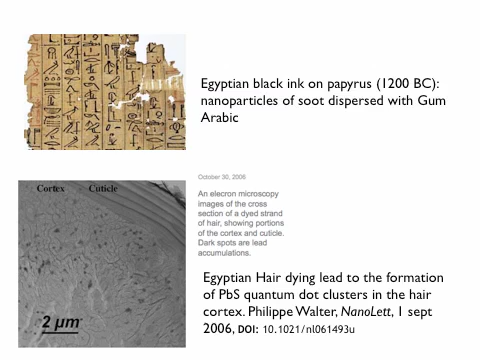 Egyptian black ink on papyrus (1200 BC):
nanoparticles of soot dispersed with Gum
Arabic
October 30, 2006
Cortex Cuticle
An elecron microscopy
images of the cross
section of a dyed strand
of hair, showing portions
of the cortex and cuticle.
Dark spots are lead
accumulations.
2 µm
Egyptian Hair dying lead to the formation
of PbS quantum dot clusters in the hair
cortex. Philippe Walter, NanoLett, 1 sept
2006, DOI: 10.1021/nl061493u